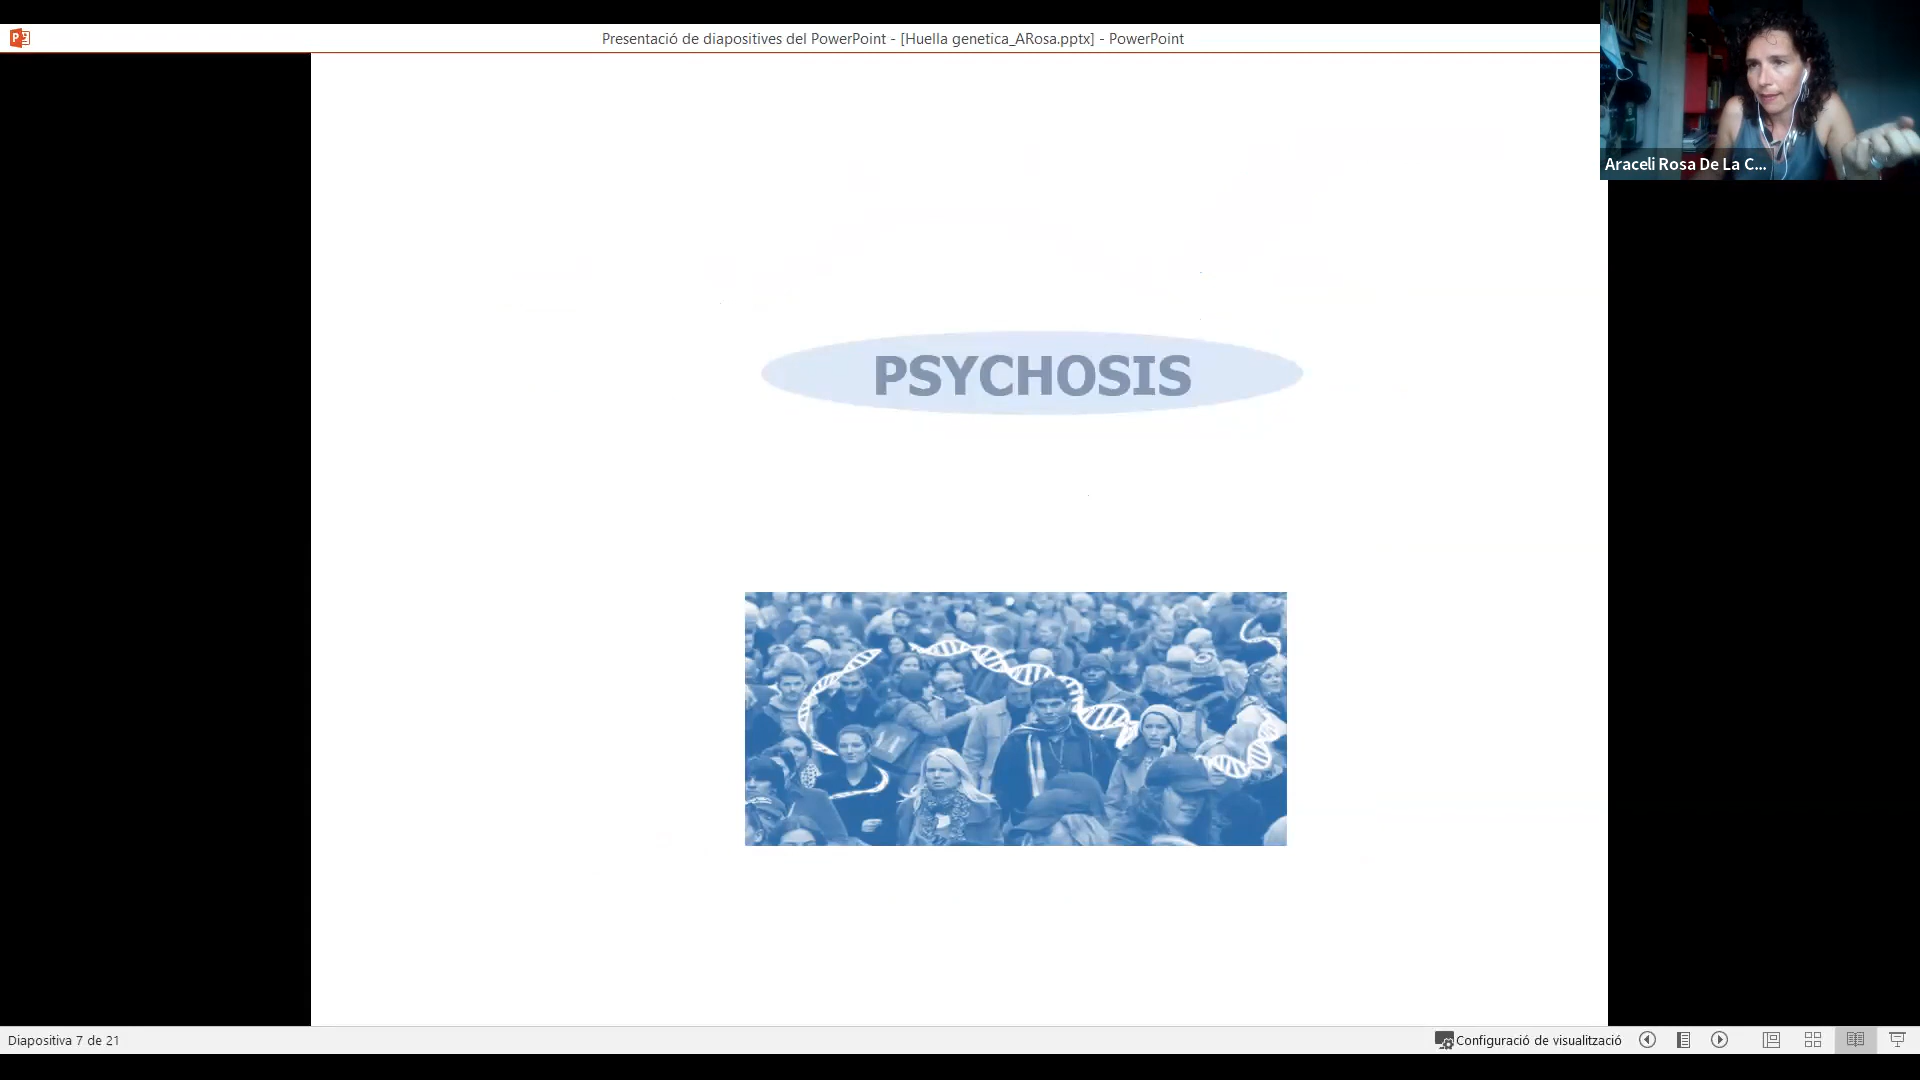 Presentació de diapositives del PowerPoint - [Huella genetica_ARosa.pptx] - PowerPoint
Araceli Rosa De La C...
PSYCHOSIS
Diapositiva 7 de 21
Configuració de visualització